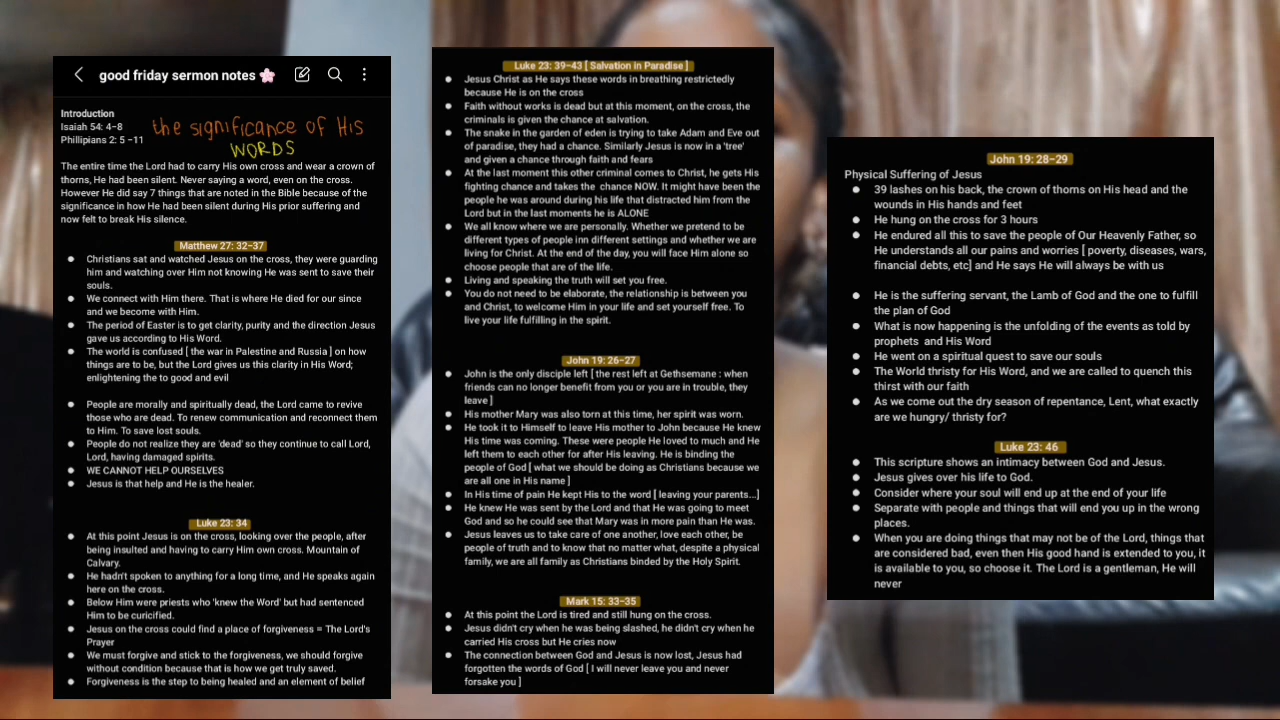 good friday sermon notes 🌸
Introduction
Isaiah 54: 4-8
Phillipians 2: 5 -11
the significance of His
WORDS
The entire time the Lord had to carry His own cross and wear a crown of
thorns, He had been silent. Never saying a word, even on the cross.
However He did say 7 things that are noted in the Bible because of the
significance in how He had been silent during His prior suffering and
now felt to break His silence.
Matthew 27: 32-37
Christians sat and watched Jesus on the cross, they were guarding
him and watching over Him not knowing He was sent to save their
souls.
We connect with Him there. That is where He died for our since
and we become with Him.
The period of Easter is to get clarity, purity and the direction Jesus
gave us according to His Word.
The world is confused [ the war in Palestine and Russia ] on how
things are to be, but the Lord gives us this clarity in His Word;
enlightening the to good and evil
People are morally and spiritually dead, the Lord came to revive
those who are dead. To renew communication and reconnect them
to Him. To save lost souls.
People do not realize they are 'dead' so they continue to call Lord,
Lord, having damaged spirits.
WE CANNOT HELP OURSELVES
Jesus is that help and He is the healer.
Luke 23: 34
At this point Jesus is on the cross, looking over the people, after
being insulted and having to carry Him own cross. Mountain of
Calvary.
He hadn't spoken to anything for a long time, and He speaks again
here on the cross.
Below Him were priests who 'knew the Word' but had sentenced
Him to be curicified.
Jesus on the cross could find a place of forgiveness = The Lord's
Prayer
We must forgive and stick to the forgiveness, we should forgive
without condition because that is how we get truly saved.
Forgiveness is the step to being healed and an element of belief
Luke 23: 39-43 [ Salvation in Paradise ]
Jesus Christ as He says these words in breathing restrictedly
because He is on the cross
Faith without works is dead but at this moment, on the cross, the
criminals is given the chance at salvation.
The snake in the garden of eden is trying to take Adam and Eve out
of paradise, they had a chance. Similarly Jesus is now in a 'tree'
and given a chance through faith and fears
At the last moment this other criminal comes to Christ, he gets His
fighting chance and takes the chance NOW. It might have been the
people he was around during his life that distracted him from the
Lord but in the last moments he is ALONE
We all know where we are personally. Whether we pretend to be
different types of people inn different settings and whether we are
living for Christ. At the end of the day, you will face Him alone so
choose people that are of the life.
Living and speaking the truth will set you free.
You do not need to be elaborate, the relationship is between you
and Christ, to welcome Him in your life and set yourself free. To
live your life fulfilling in the spirit.
John 19: 26-27
John is the only disciple left [ the rest left at Gethsemane : when
friends can no longer benefit from you or you are in trouble, they
leave ]
His mother Mary was also torn at this time, her spirit was worn.
He took it to Himself to leave His mother to John because He knew
His time was coming. These were people He loved to much and He
left them to each other for after His leaving. He is binding the
people of God [ what we should be doing as Christians because we
are all one in His name ]
In His time of pain He kept His to the word [ leaving your parents...]
He knew He was sent by the Lord and that He was going to meet
God and so he could see that Mary was in more pain than He was.
Jesus leaves us to take care of one another, love each other, be
people of truth and to know that no matter what, despite a physical
family, we are all family as Christians binded by the Holy Spirit.
Mark 15: 33-35
At this point the Lord is tired and still hung on the cross.
Jesus didn't cry when he was being slashed, he didn't cry when he
carried His cross but He cries now
The connection between God and Jesus is now lost, Jesus had
forgotten the words of God [ I will never leave you and never
forsake you ]
John 19: 28-29
Physical Suffering of Jesus
39 lashes on his back, the crown of thorns on His head and the
wounds in His hands and feet
He hung on the cross for 3 hours
He endured all this to save the people of Our Heavenly Father, so
He understands all our pains and worries [ poverty, diseases, wars,
financial debts, etc] and He says He will always be with us
He is the suffering servant, the Lamb of God and the one to fulfill
the plan of God
What is now happening is the unfolding of the events as told by
prophets and His Word
He went on a spiritual quest to save our souls
The World thristy for His Word, and we are called to quench this
thirst with our faith
As we come out the dry season of repentance, Lent, what exactly
are we hungry/ thristy for?
Luke 23: 46
This scripture shows an intimacy between God and Jesus.
Jesus gives over his life to God.
Consider where your soul will end up at the end of your life
Separate with people and things that will end you up in the wrong
places.
When you are doing things that may not be of the Lord, things that
are considered bad, even then His good hand is extended to you, it
is available to you, so choose it. The Lord is a gentleman, He will
never